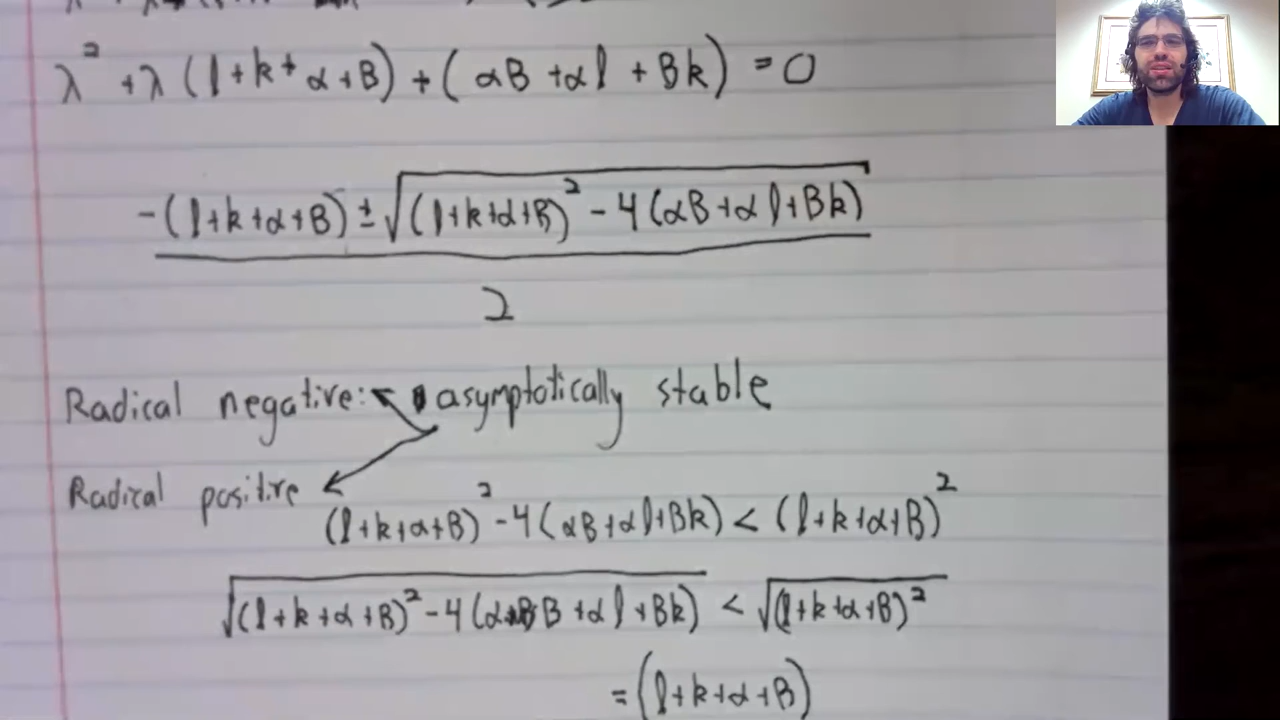 λ² + λ (l+k+α+B) + (αB+αl+Bk) = 0
-(l+k+α+B) ± √(l+k+α+B)² - 4(αB+αl+Bk)
2
Radical negative: asymptotically stable
Radical positive
(l+k+α+B)² - 4(αB+αl+Bk) < (l+k+α+B)²
√(l+k+α+B)² - 4(αB+αl+Bk) < √(l+k+α+B)²
= (l+k+α+B)